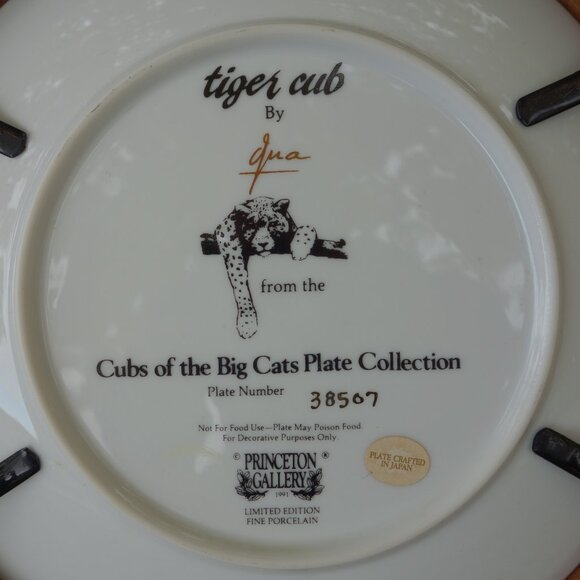 tiger cub
By
qua
from the
Cubs of the Big Cats Plate Collection
Plate Number 38507
Not For Food Use—Plate May Poison Food.
For Decorative Purposes Only.
© PRINCETON ®
GALLERY
1991
LIMITED EDITION
FINE PORCELAIN
PLATE CRAFTED
IN JAPAN